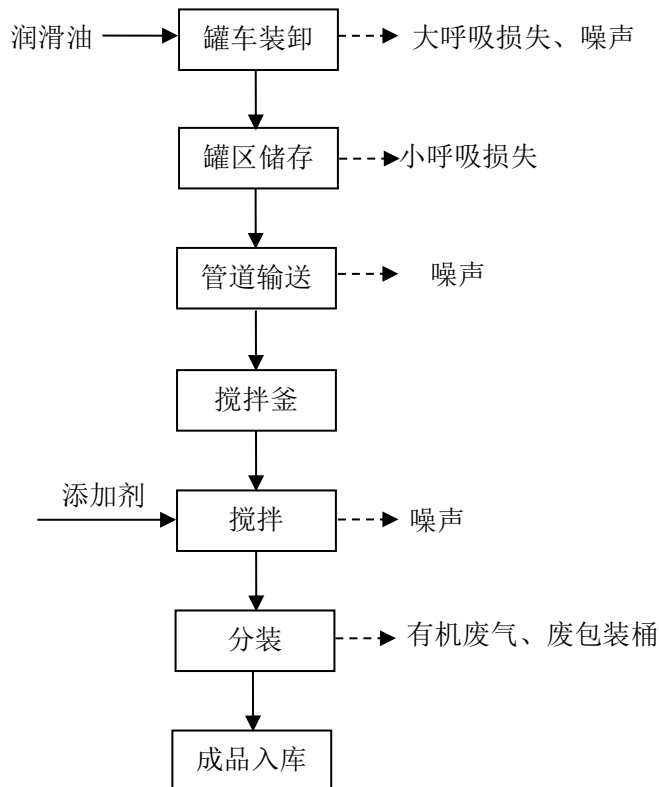 润滑油
罐车装卸
大呼吸损失、噪声
罐区储存
小呼吸损失
管道输送
噪声
搅拌釜
添加剂
搅拌
噪声
分装
有机废气、废包装桶
成品入库